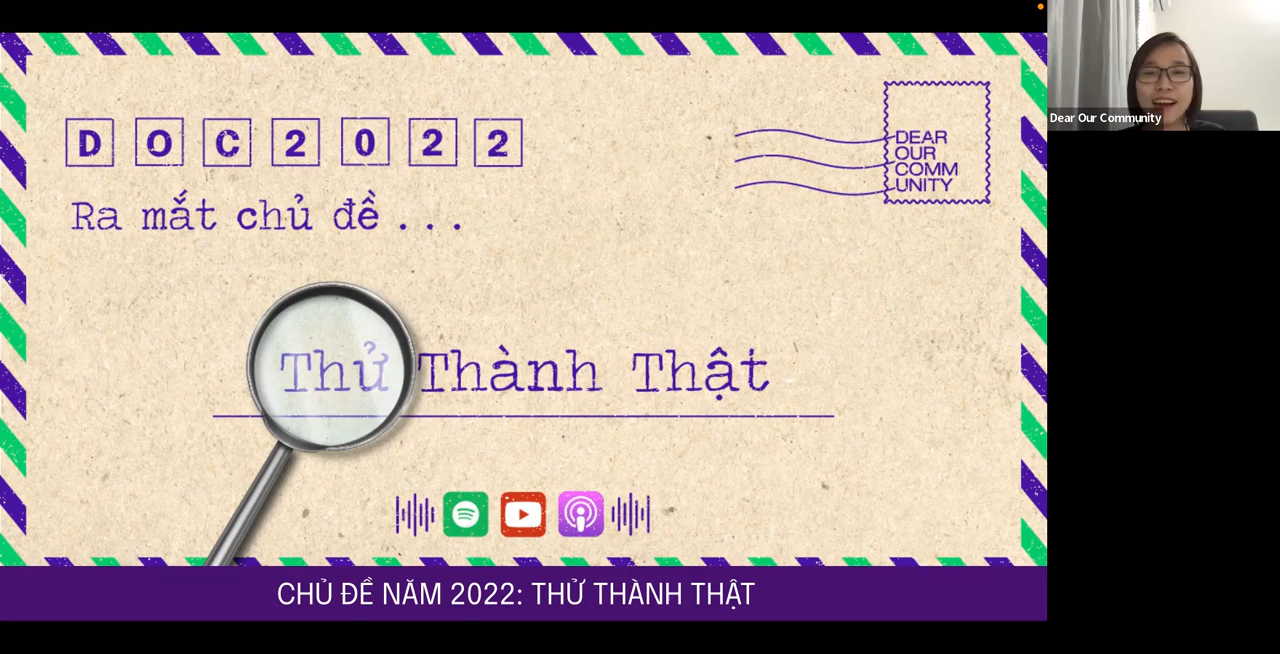 DOC2022
DEAR
OUR
COMM
UNITY
Ra mắt chủ đề ...
Thử Thành Thật
CHỦ ĐỀ NĂM 2022: THỬ THÀNH THẬT
Dear Our Community